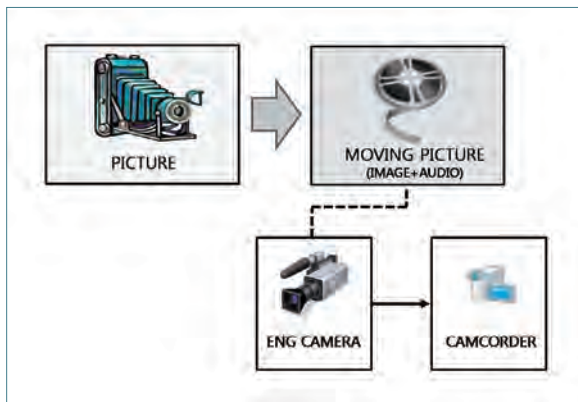 PICTURE
MOVING PICTURE
(IMAGE+AUDIO)
ENG CAMERA
CAMCORDER